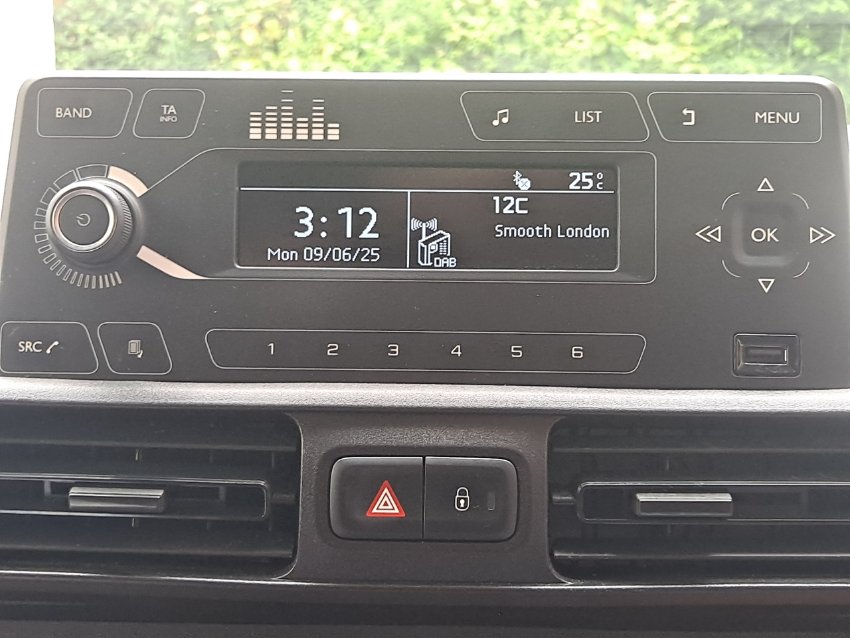 BAND
TA
INFO
LIST
MENU
25°C
12C
3:12
Smooth London
Mon 09/06/25
DAB
OK
SRC
1 2 3 4 5 6